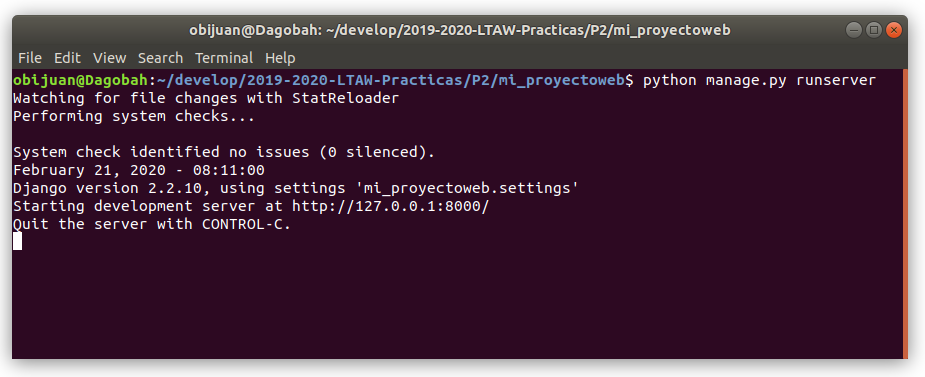 obijuan@Dagobah: ~/develop/2019-2020-LTAW-Practicas/P2/mi_proyectoweb
File Edit View Search Terminal Help
obijuan@Dagobah:~/develop/2019-2020-LTAW-Practicas/P2/mi_proyectoweb$ python manage.py runserver
Watching for file changes with StatReloader
Performing system checks...
System check identified no issues (0 silenced).
February 21, 2020 - 08:11:00
Django version 2.2.10, using settings 'mi_proyectoweb.settings'
Starting development server at http://127.0.0.1:8000/
Quit the server with CONTROL-C.